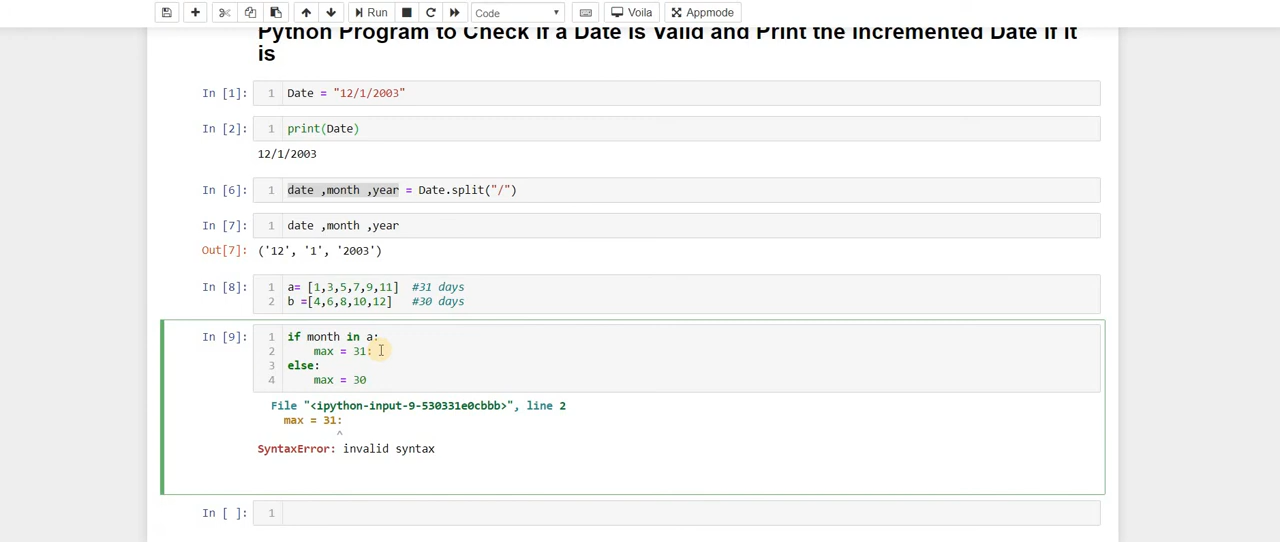 Run
Code
Voila
Appmode
Python Program to Check if a Date is Valid and Print the Incremented Date if it
is
In [1]: 1 Date = "12/1/2003"
In [2]: 1 print(Date)
12/1/2003
In [6]: 1 date ,month ,year = Date.split("/")
In [7]: 1 date ,month ,year
Out[7]: ('12', '1', '2003')
In [8]: 1 a= [1,3,5,7,9,11] #31 days
2 b =[4,6,8,10,12] #30 days
In [9]: 1 if month in a:
2 max = 31:
3 else:
4 max = 30
File "<ipython-input-9-530331e0cbbb>", line 2
max = 31:
^
SyntaxError: invalid syntax
In [ ]: 1